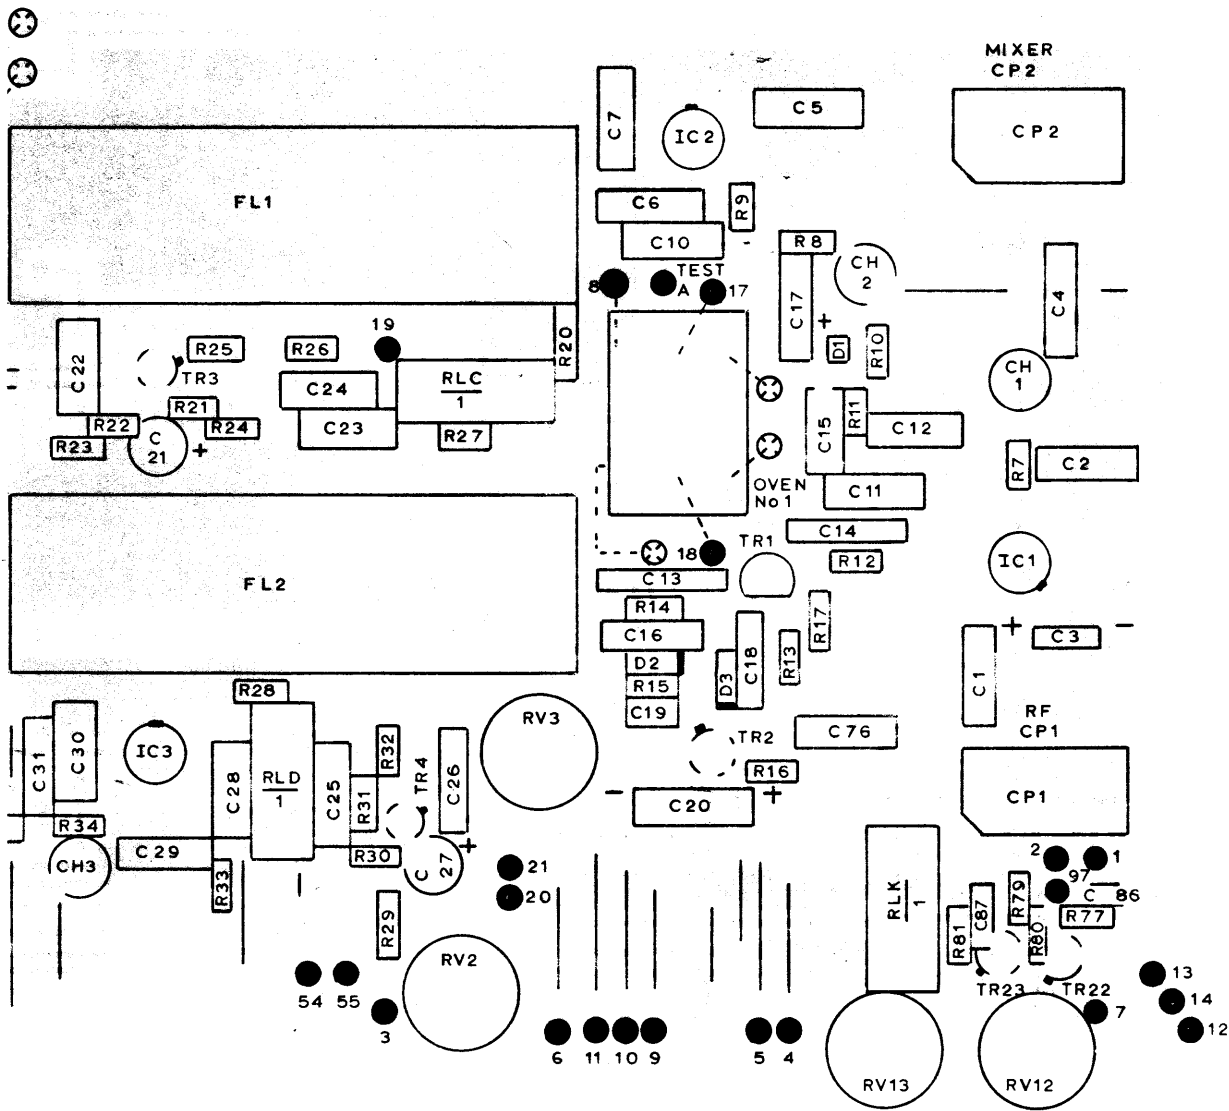 MIXER
CP2
C7
IC2
C5
CP2
FL1
C6
R9
C10
R8
CH
2
TEST
A
8
17
C17
+
C4
19
R20
C22
R25
R26
TR3
D1
R10
CH
1
C24
RLC
1
R21
R22
R24
C
21
+
R23
C23
R27
C15
R11
C12
R7
C2
OVEN
No1
C11
C14
TR1
18
R12
IC1
FL2
C13
R14
R17
C16
+
C3
D2
R13
C18
D3
R15
C19
C1
R28
RV3
RF
CP1
C31
C30
IC3
C28
RLD
1
C25
R32
TR4
C26
TR2
C76
R16
R31
-
C20
+
CP1
R34
C29
CH3
R30
C
27
+
R33
21
20
2
1
97
C 86
RLK
1
R79
C87
R77
R81
R80
R29
RV2
54
55
3
TR23
TR22
13
14
7
12
6
11
10
9
5
4
RV13
RV12